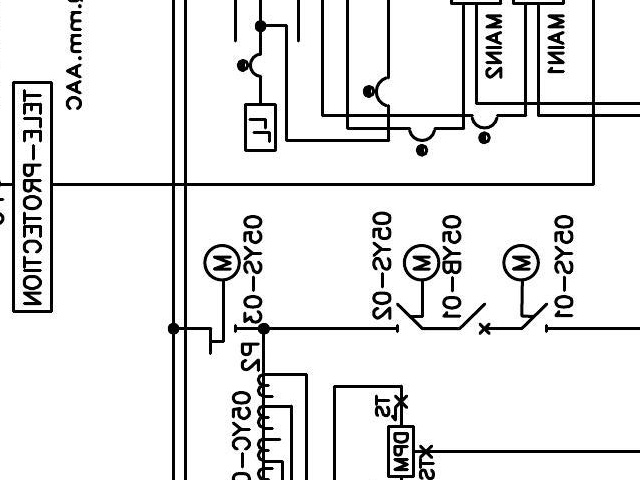 mm.AAC
TELE-PROTECTION
MAIN2
MAIN1
LL
05YS-03
05YS-02
05YB-01
05YS-01
M
M
M
P2
05YC-0
TS
DPM
TS